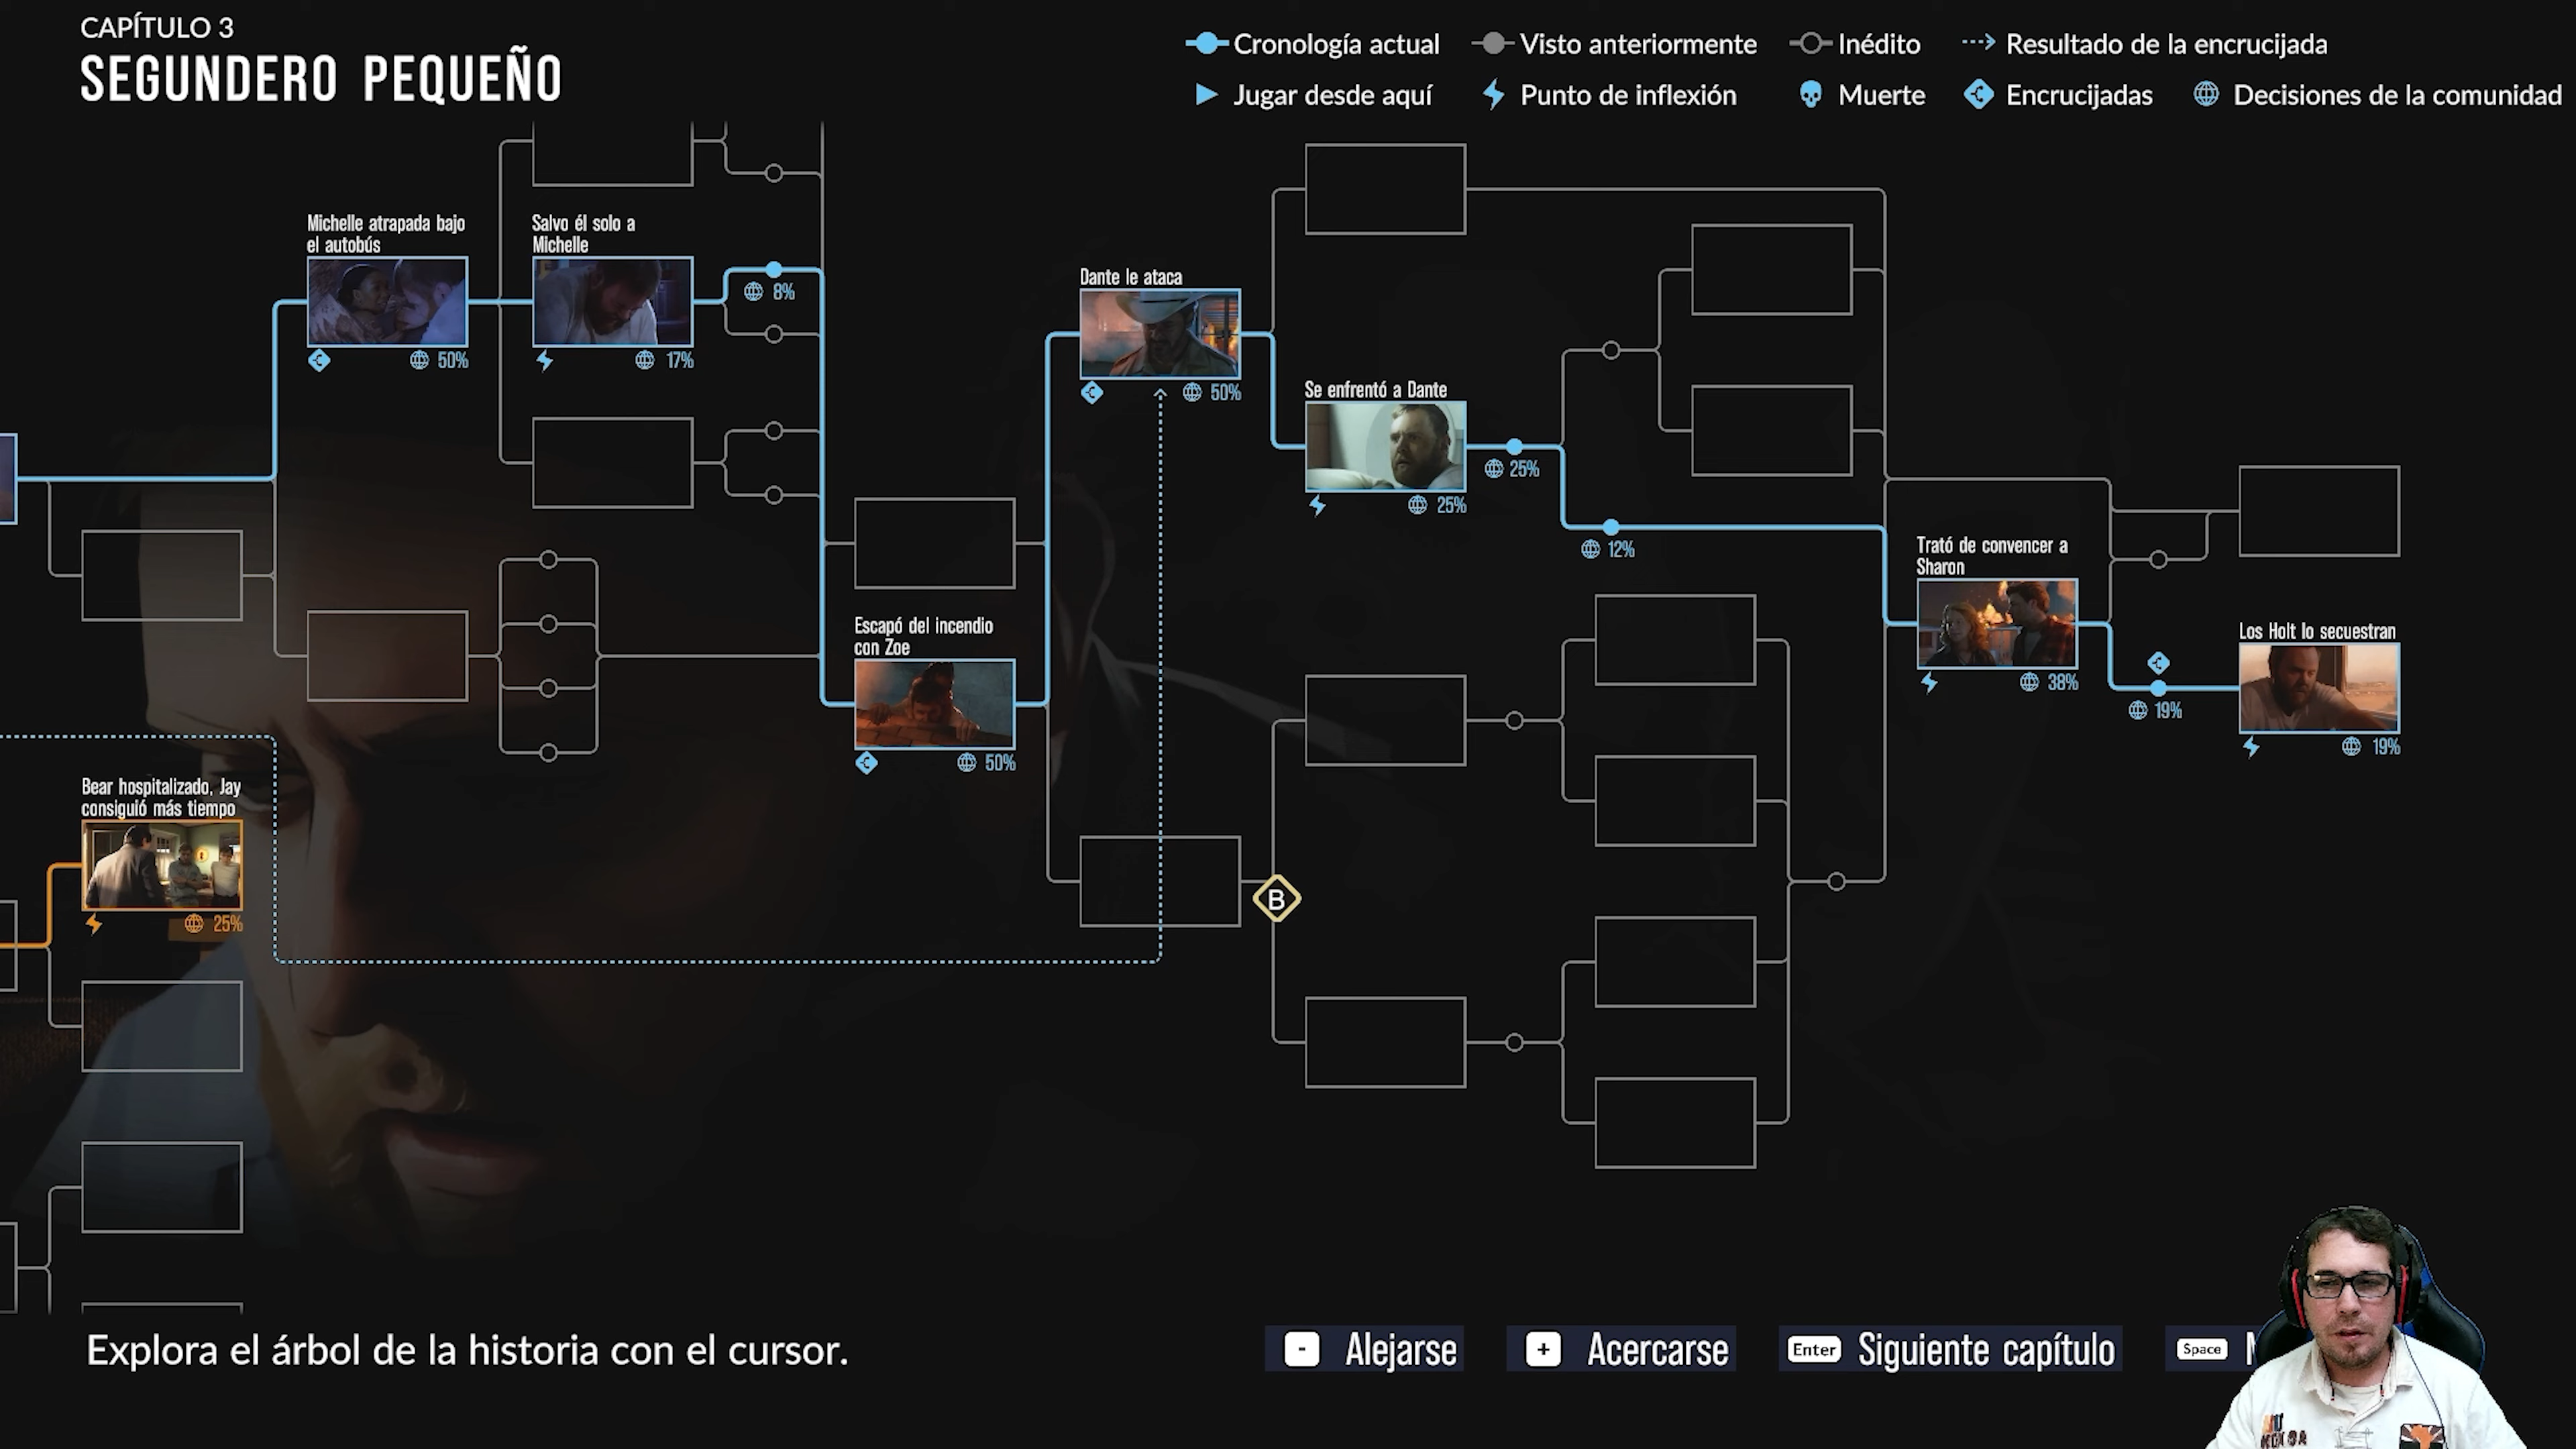 CAPÍTULO 3
SEGUNDERO PEQUEÑO
Cronología actual
Visto anteriormente
Inédito
Resultado de la encrucijada
Jugar desde aquí
Punto de inflexión
Muerte
Encrucijadas
Decisiones de la comunidad
Michelle atrapada bajo
el autobús
50%
Salvo él solo a
Michelle
17%
8%
Dante le ataca
50%
Se enfrentó a Dante
25%
25%
12%
Trató de convencer a
Sharon
38%
19%
Los Holt lo secuestran
19%
Escapó del incendio
con Zoe
50%
Bear hospitalizado, Jay
consiguió más tiempo
25%
B
Explora el árbol de la historia con el cursor.
- Alejarse
+ Acercarse
Enter Siguiente capítulo
Space